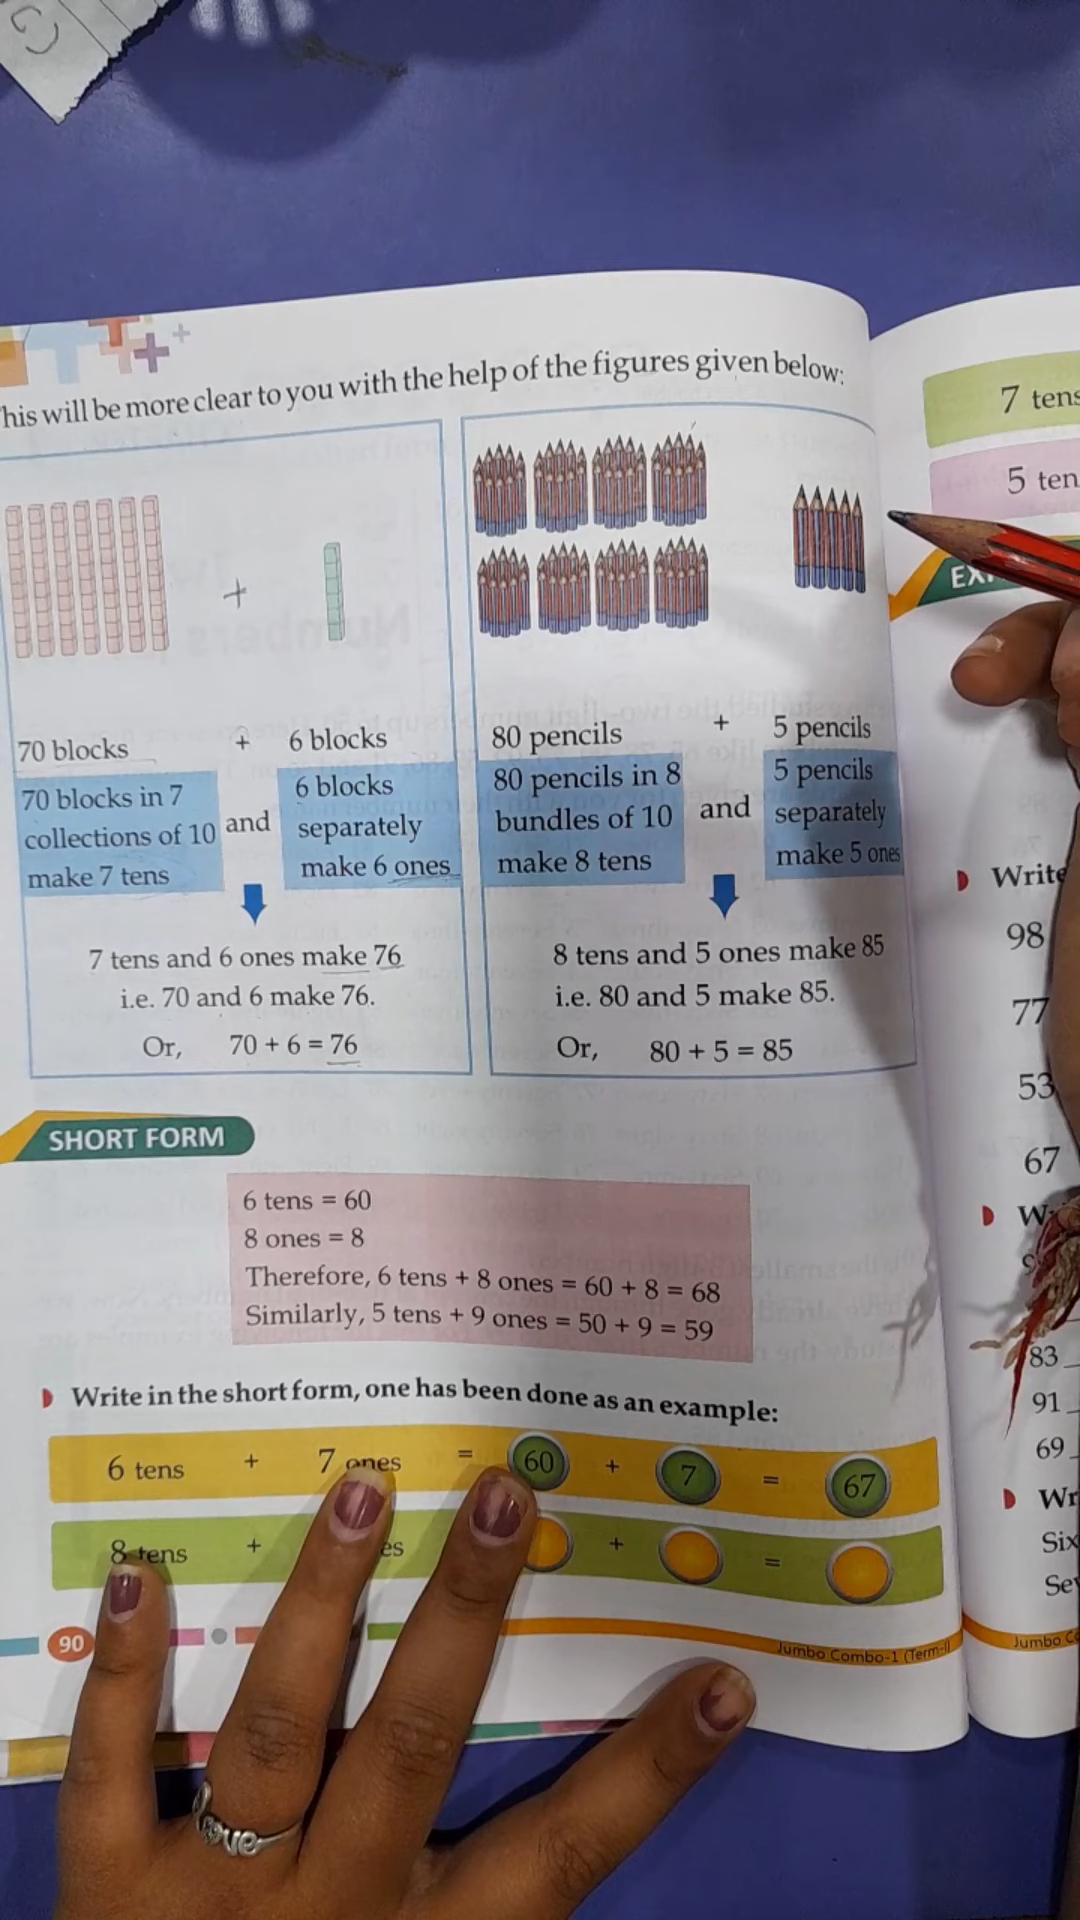 This will be more clear to you with the help of the figures given below:
+
70 blocks + 6 blocks
70 blocks in 7
collections of 10
make 7 tens
and
6 blocks
separately
make 6 ones
7 tens and 6 ones make 76
i.e. 70 and 6 make 76.
Or, 70 + 6 = 76
80 pencils + 5 pencils
80 pencils in 8
bundles of 10
make 8 tens
and
5 pencils
separately
make 5 ones
8 tens and 5 ones make 85
i.e. 80 and 5 make 85.
Or, 80 + 5 = 85
SHORT FORM
6 tens = 60
8 ones = 8
Therefore, 6 tens + 8 ones = 60 + 8 = 68
Similarly, 5 tens + 9 ones = 50 + 9 = 59
Write in the short form, one has been done as an example:
6 tens + 7 ones = 60 + 7 = 67
8 tens + es + =
90
Jumbo Combo-1 (Term-I)
7 tens
5 ten
Write
98
77
53
67
83
91
69
Wr
Six
Se
Jumbo C
love